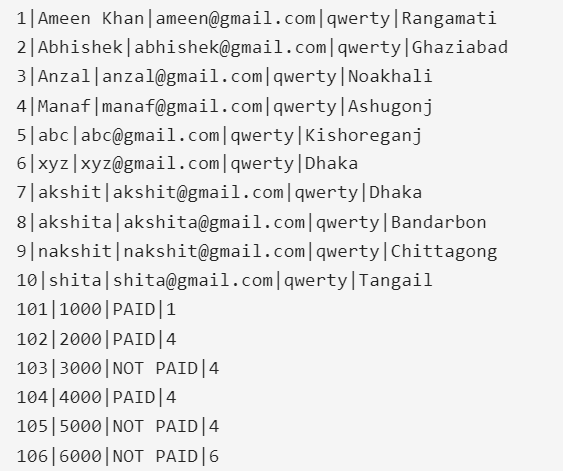 1|Ameen Khan|ameen@gmail.com|qwerty|Rangamati
2|Abhishek|abhishek@gmail.com|qwerty|Ghaziabad
3|Anzal|anzal@gmail.com|qwerty|Noakhali
4|Manaf|manaf@gmail.com|qwerty|Ashugonj
5|abc|abc@gmail.com|qwerty|Kishoreganj
6|xyz|xyz@gmail.com|qwerty|Dhaka
7|akshit|akshit@gmail.com|qwerty|Dhaka
8|akshita|akshita@gmail.com|qwerty|Bandarbon
9|nakshit|nakshit@gmail.com|qwerty|Chittagong
10|shita|shita@gmail.com|qwerty|Tangail
101|1000|PAID|1
102|2000|PAID|4
103|3000|NOT PAID|4
104|4000|PAID|4
105|5000|NOT PAID|4
106|6000|NOT PAID|6